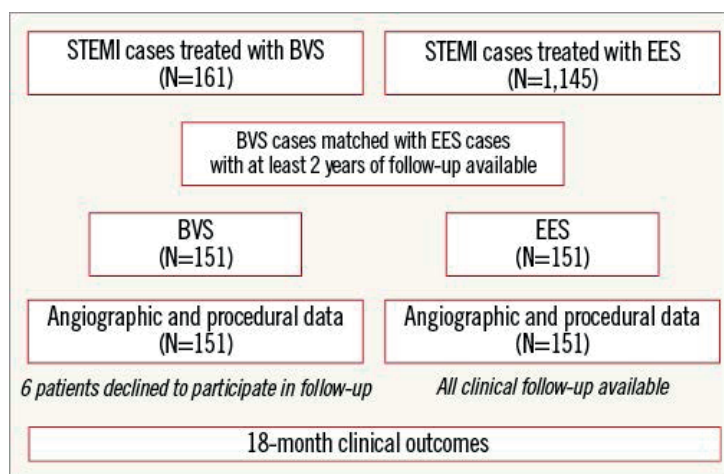 STEMI cases treated with BVS
(N=161)
STEMI cases treated with EES
(N=1,145)
BVS cases matched with EES cases
with at least 2 years of follow-up available
BVS
(N=151)
EES
(N=151)
Angiographic and procedural data
(N=151)
Angiographic and procedural data
(N=151)
6 patients declined to participate in follow-up
All clinical follow-up available
18-month clinical outcomes